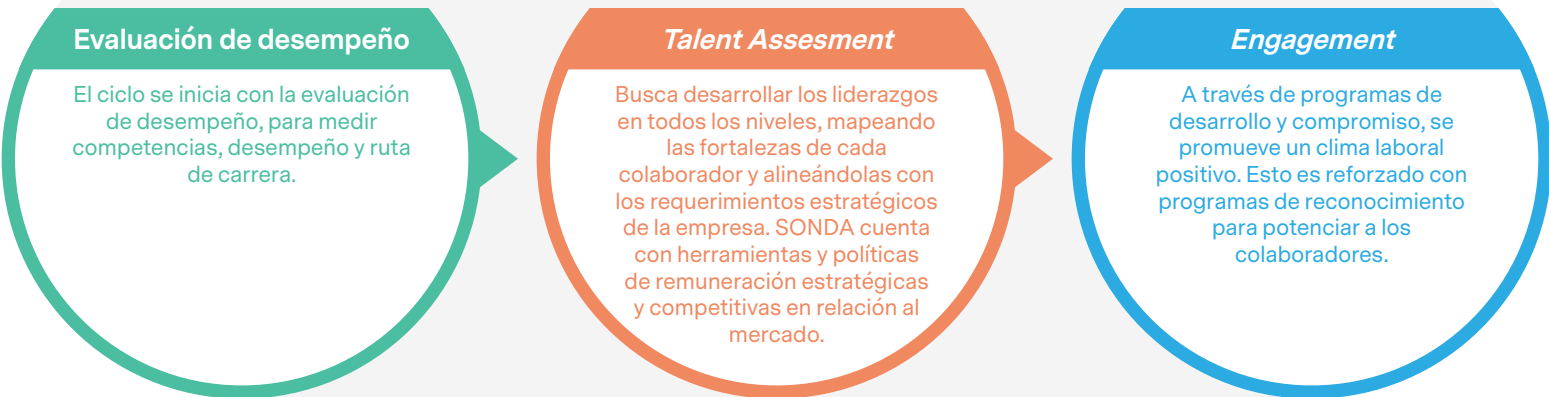 Evaluación de desempeño
El ciclo se inicia con la evaluación
de desempeño, para medir
competencias, desempeño y ruta
de carrera.
Talent Assesment
Busca desarrollar los liderazgos
en todos los niveles, mapeando
las fortalezas de cada
colaborador y alineándolas con
los requerimientos estratégicos
de la empresa. SONDA cuenta
con herramientas y políticas
de remuneración estratégicas
y competitivas en relación al
mercado.
Engagement
A través de programas de
desarrollo y compromiso, se
promueve un clima laboral
positivo. Esto es reforzado con
programas de reconocimiento
para potenciar a los
colaboradores.